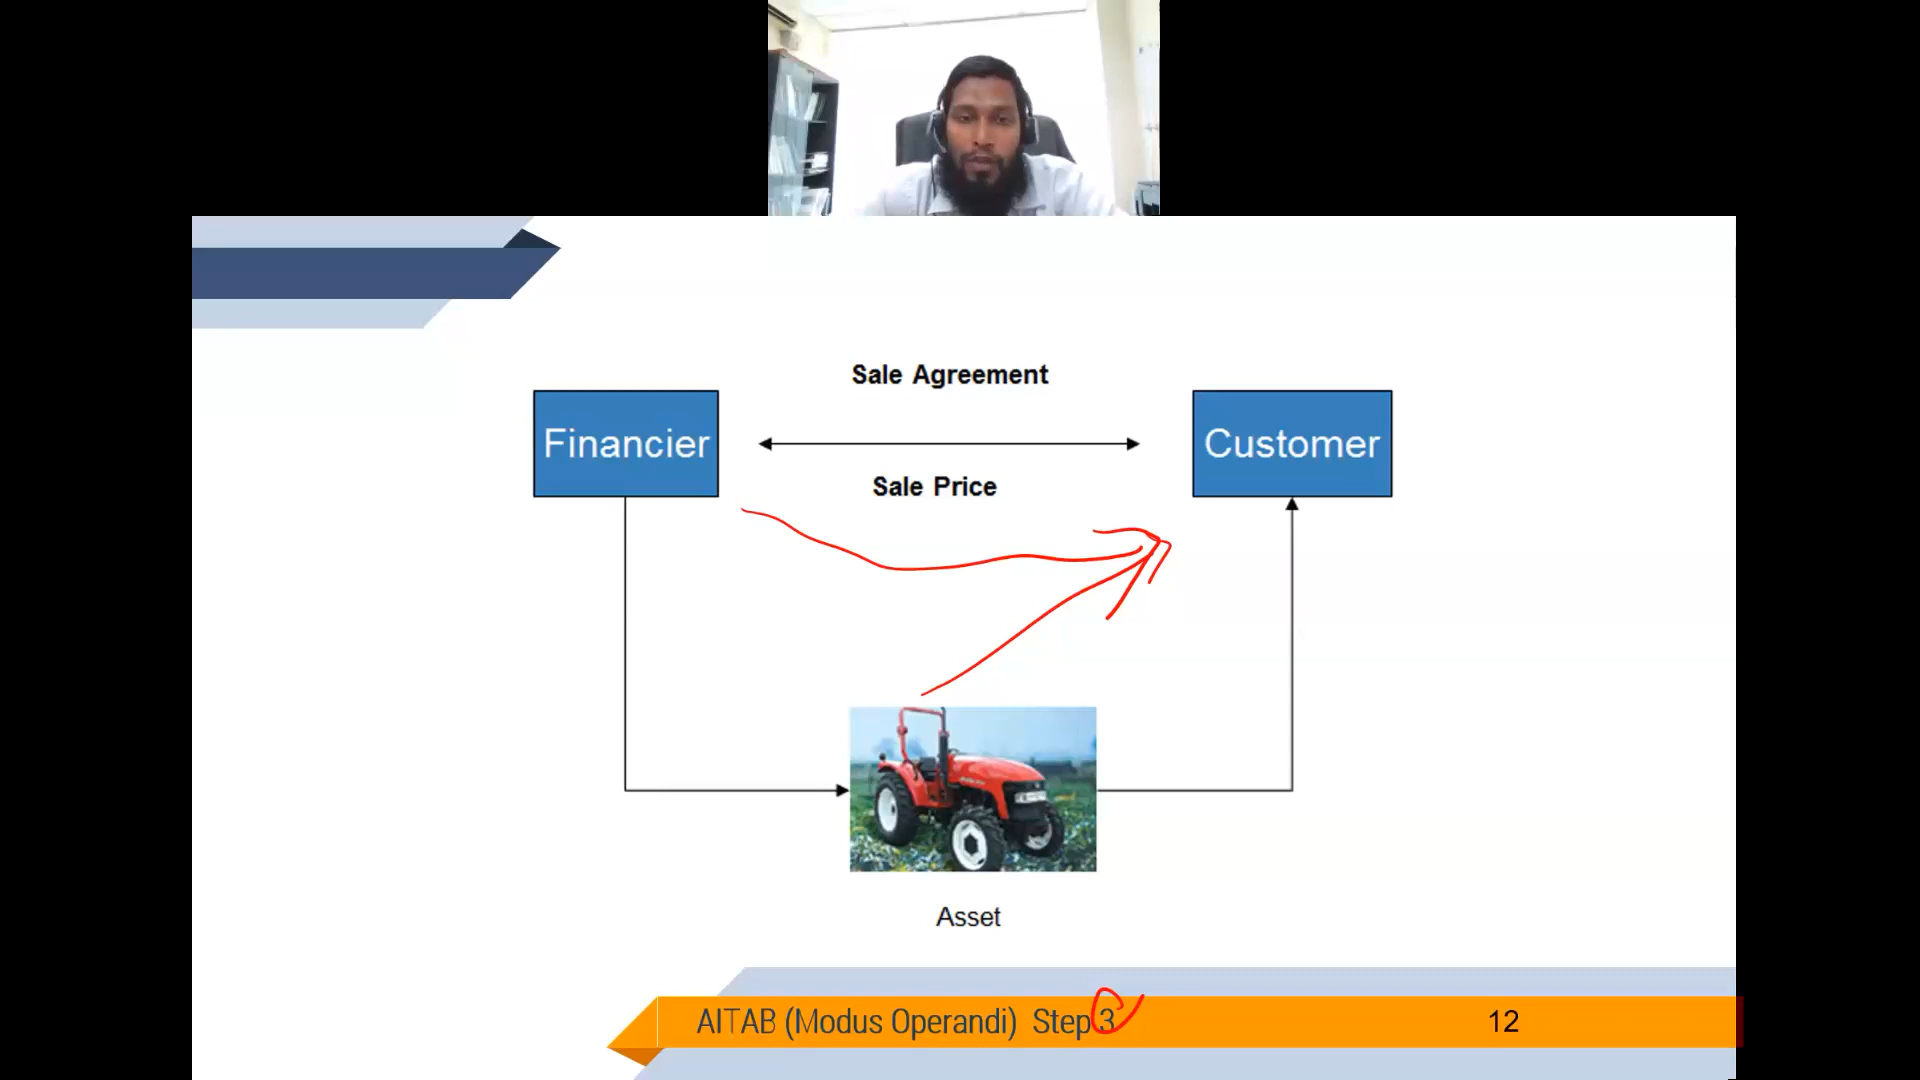 Sale Agreement
Financier
Customer
Sale Price
Asset
AITAB (Modus Operandi) Step 3
12